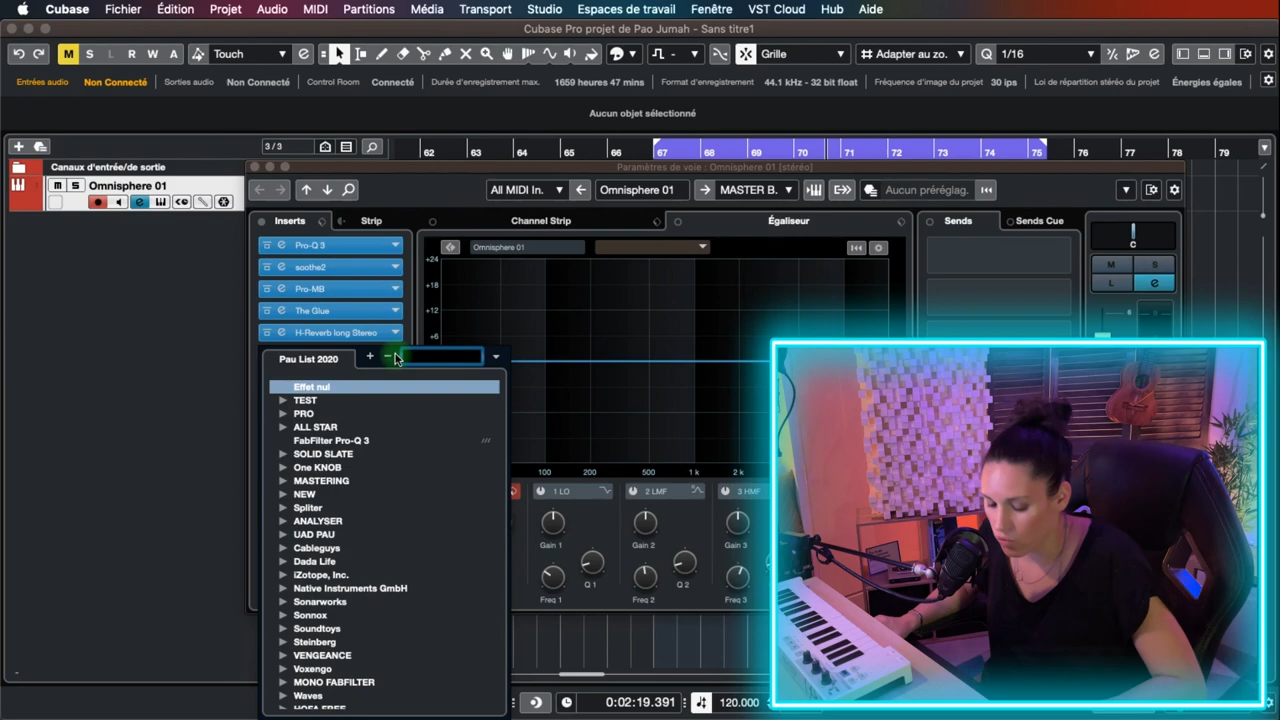 Cubase Fichier Édition Projet Audio MIDI Partitions Média Transport Studio Espaces de travail Fenêtre VST Cloud Hub Aide
Cubase Pro projet de Pao Jumah - Sans titre1
M S L R W A Touch Grille Adapter au zo. Q 1/16
Entrées audio Non Connecté Sorties audio Non Connecté Control Room Connecté Durée d'enregistrement max. 1659 heures 47 mins Format d'enregistrement 44.1 kHz - 32 bit float Fréquence d'image du projet 30 ips Loi de répartition stéréo du projet Énergies égales
Aucun objet sélectionné
3/3 62 63 64 65 66 67 68 69 70 71 72 73 74 75 76 77 78 79
Canaux d'entrée/de sortie
Paramètres de voie : Omnisphere 01 [stéréo]
M S Omnisphere 01
All MIDI In. Omnisphere 01 MASTER B. Aucun préréglag.
Inserts Strip Channel Strip Égaliseur Sends Sends Cue
C
Pro-Q 3
Omnisphere 01
+24
M S
soothe2
L e
+18
Pro-MB
+12
The Glue
6
H-Reverb long Stereo
+6
Pau List 2020 + −
Effet nul
TEST
PRO
ALL STAR
FabFilter Pro-Q 3
SOLID SLATE
One KNOB
MASTERING
NEW
Spliter
ANALYSER
UAD PAU
Cableguys
Dada Life
iZotope, Inc.
Native Instruments GmbH
Sonarworks
Sonnox
Soundtoys
Steinberg
VENGEANCE
Voxengo
MONO FABFILTER
Waves
HOFA FREE
100 200 500 1 k 2 k
1 LO 2 LMF 3 HMF
Gain 1 Gain 2 Gain 3
Q 1 Q 2
Freq 1 Freq 2 Freq 3
0:02:19.391 120.000